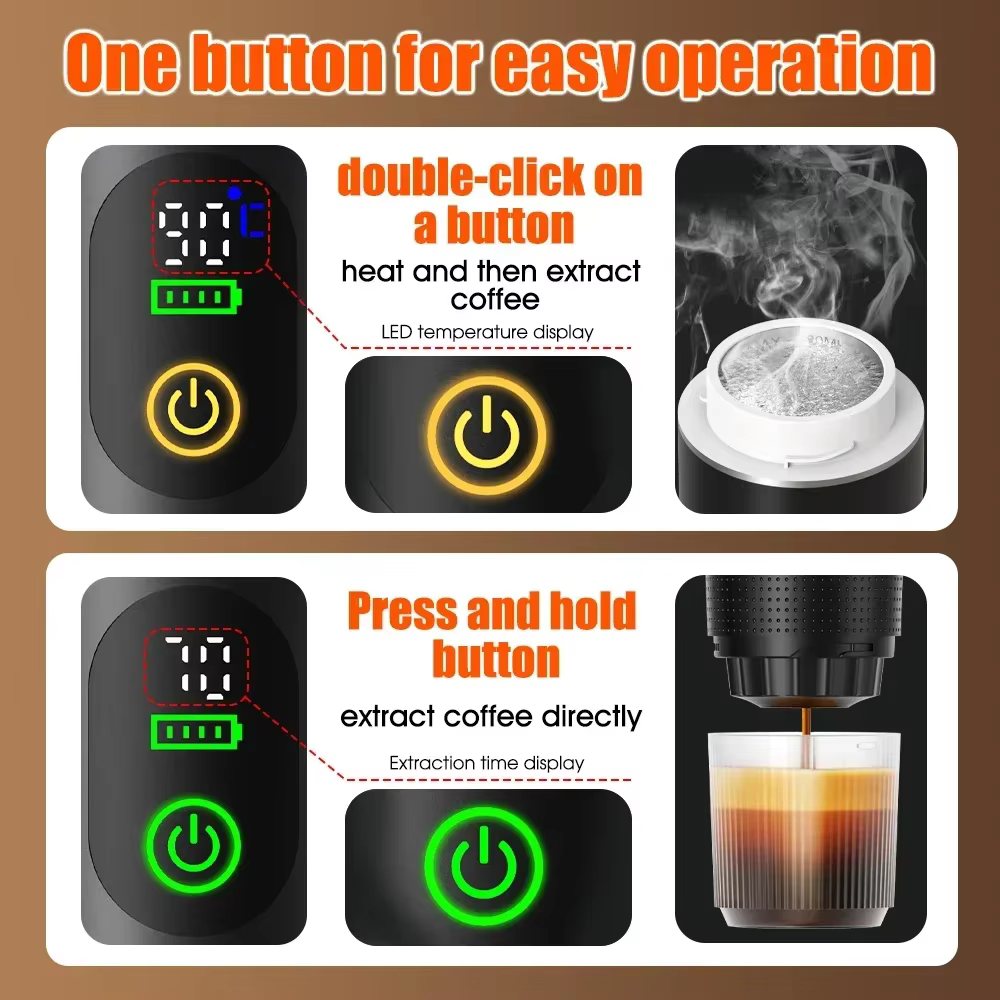 One button for easy operation
90°C
double-click on
a button
heat and then extract
coffee
LED temperature display
80ML
70
Press and hold
button
extract coffee directly
Extraction time display